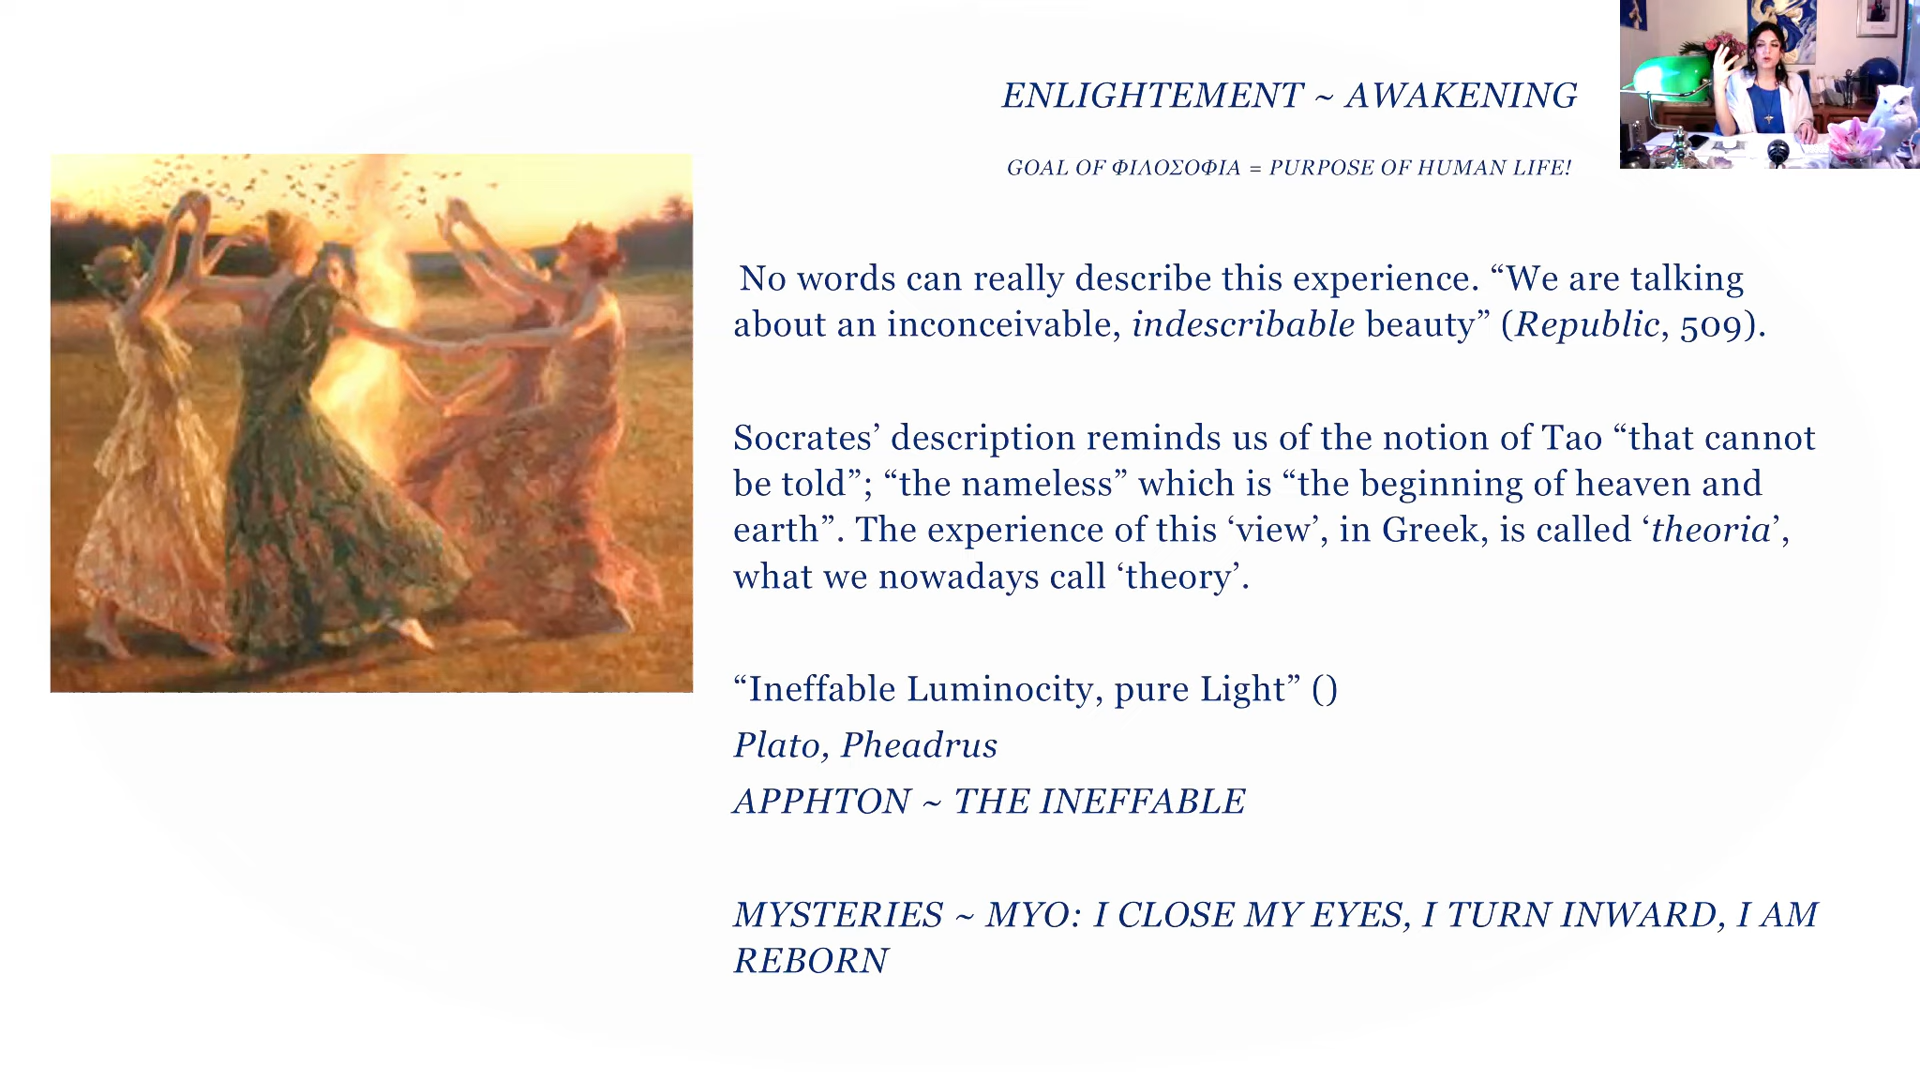 ENLIGHTEMENT ~ AWAKENING
GOAL OF ΦΙΛΟΣΟΦΙΑ = PURPOSE OF HUMAN LIFE!
No words can really describe this experience. “We are talking
about an inconceivable, indescribable beauty” (Republic, 509).
Socrates’ description reminds us of the notion of Tao “that cannot
be told”; “the nameless” which is “the beginning of heaven and
earth”. The experience of this ‘view’, in Greek, is called ‘theoria’,
what we nowadays call ‘theory’.
“Ineffable Luminocity, pure Light” ()
Plato, Pheadrus
ΑΡΡΗΤΟΝ ~ THE INEFFABLE
MYSTERIES ~ MYO: I CLOSE MY EYES, I TURN INWARD, I AM
REBORN